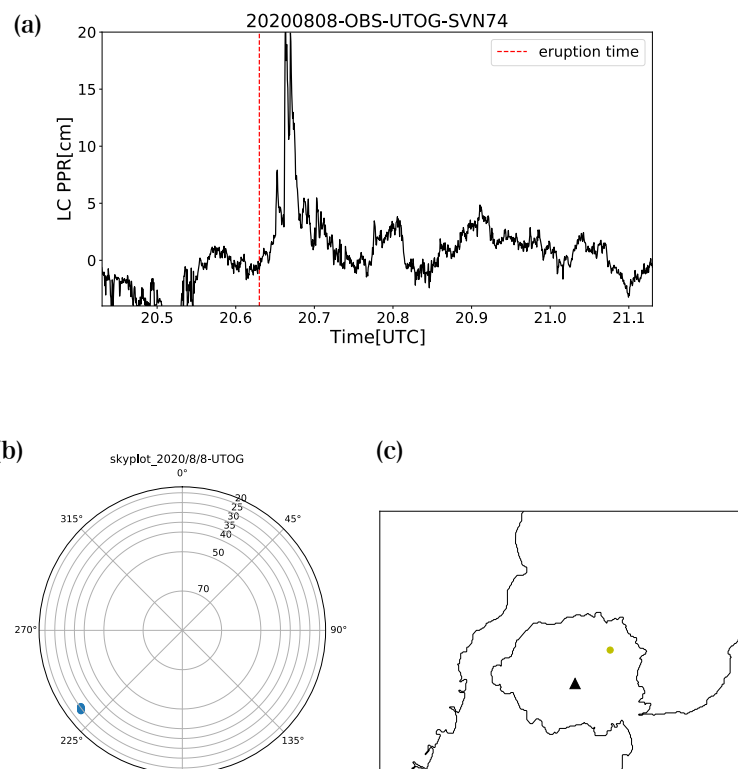 (a)
20200808-OBS-UTOG-SVN74
eruption time
LC PPR[cm]
20
15
10
5
0
20.5 20.6 20.7 20.8 20.9 21.0 21.1
Time[UTC]
b)
(c)
skyplot_2020/8/8-UTOG
0°
315° 45°
20
25
30
35
40
50
70
270° 90°
225° 135°